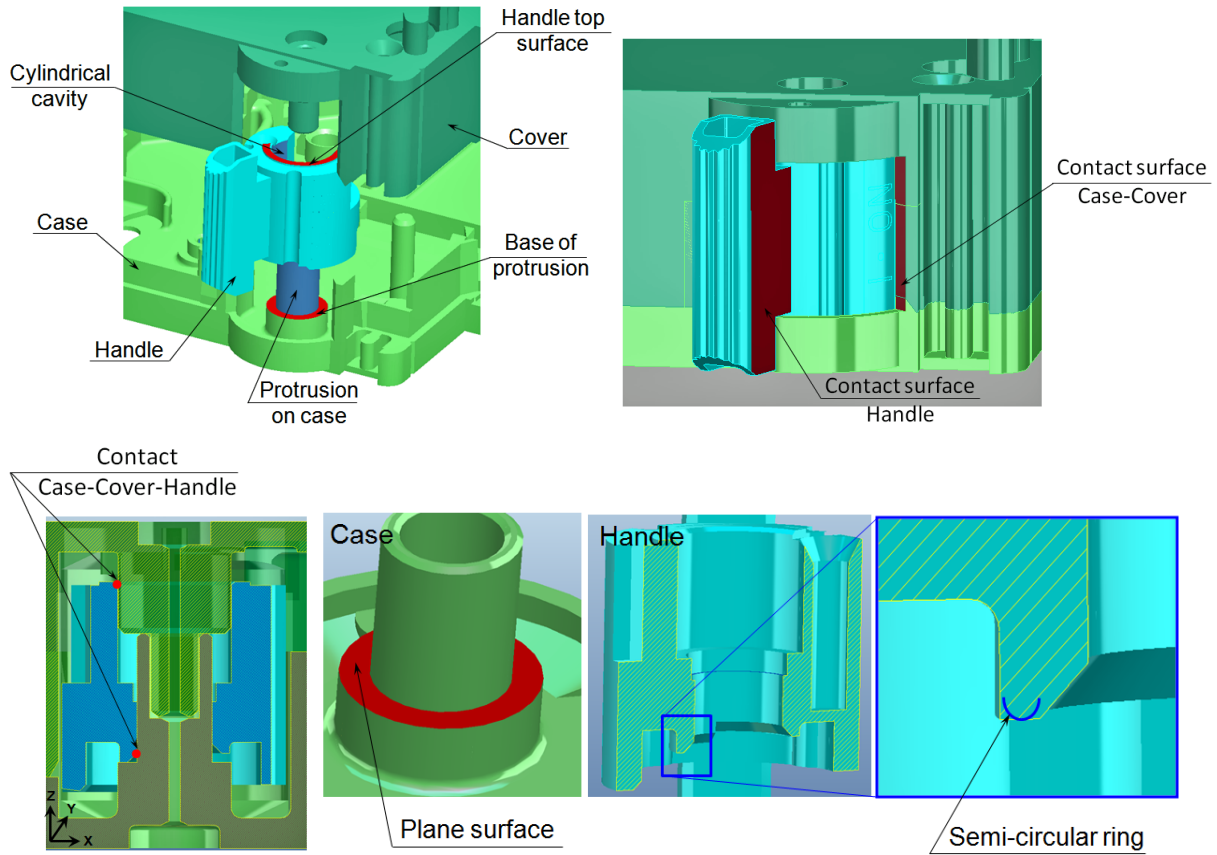 Handle top
surface
Cylindrical
cavity
Cover
Case
Base of
protrusion
Handle
Protrusion
on case
NO
I
Contact surface
Case-Cover
Contact surface
Handle
Contact
Case-Cover-Handle
Z
Y
X
Case
Plane surface
Handle
Semi-circular ring